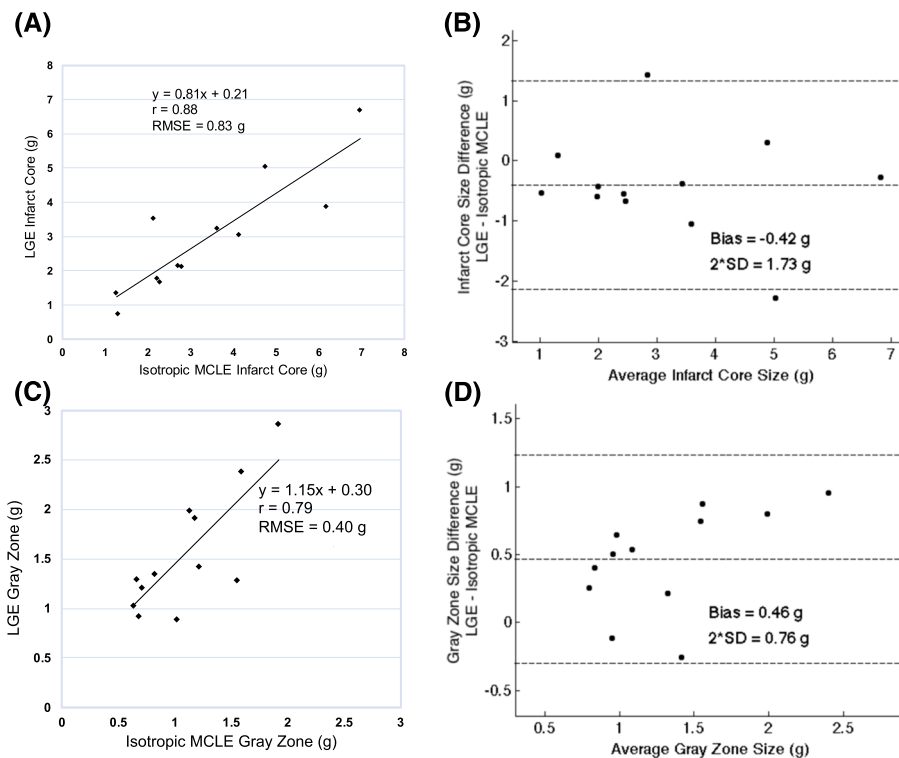 (A)
8
7
6
5
4
3
2
1
0
0 1 2 3 4 5 6 7 8
y = 0.81x + 0.21
r = 0.88
RMSE = 0.83 g
LGE Infarct Core (g)
Isotropic MCLE Infarct Core (g)
(B)
2
1
0
-1
-2
-3
1 2 3 4 5 6 7
Infarct Core Size Difference (g)
LGE - Isotropic MCLE
Bias = -0.42 g
2*SD = 1.73 g
Average Infarct Core Size (g)
(C)
3
2.5
2
1.5
1
0.5
0
0 0.5 1 1.5 2 2.5 3
y = 1.15x + 0.30
r = 0.79
RMSE = 0.40 g
LGE Gray Zone (g)
Isotropic MCLE Gray Zone (g)
(D)
1.5
1
0.5
0
-0.5
0.5 1 1.5 2 2.5
Gray Zone Size Difference (g)
LGE - Isotropic MCLE
Bias = 0.46 g
2*SD = 0.76 g
Average Gray Zone Size (g)